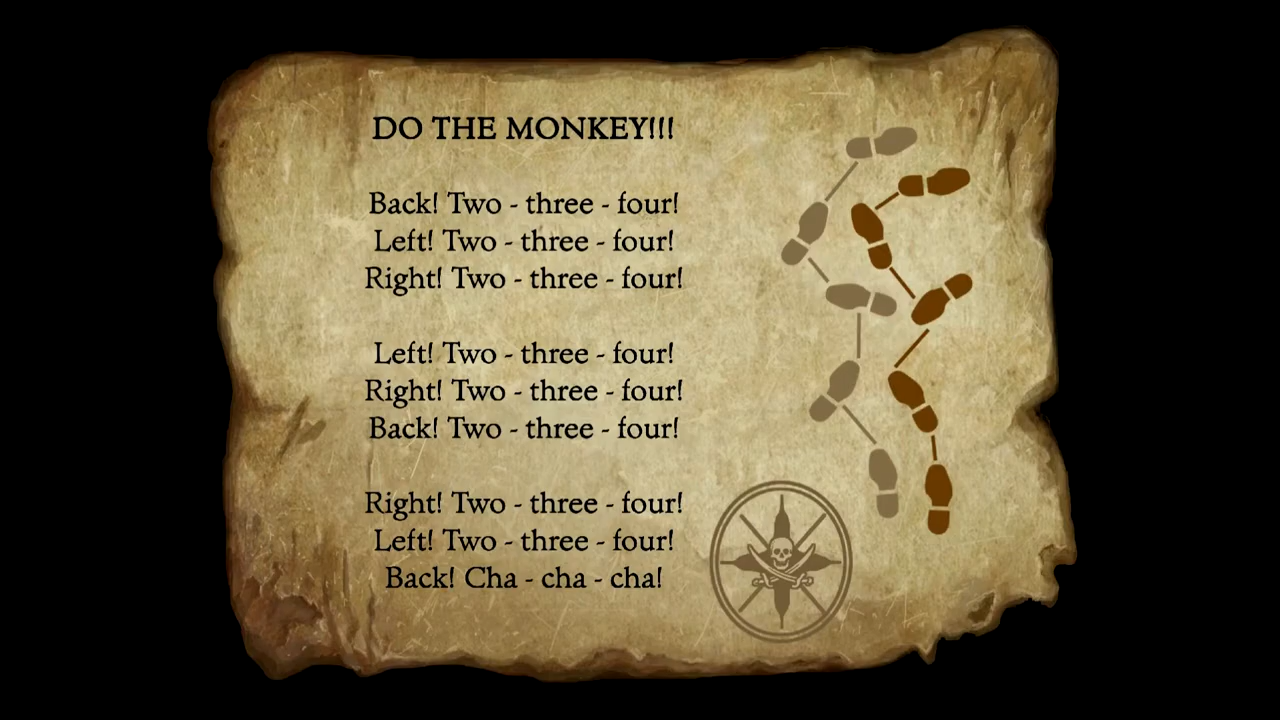 DO THE MONKEY!!!
Back! Two - three - four!
Left! Two - three - four!
Right! Two - three - four!
Left! Two - three - four!
Right! Two - three - four!
Back! Two - three - four!
Right! Two - three - four!
Left! Two - three - four!
Back! Cha - cha - cha!